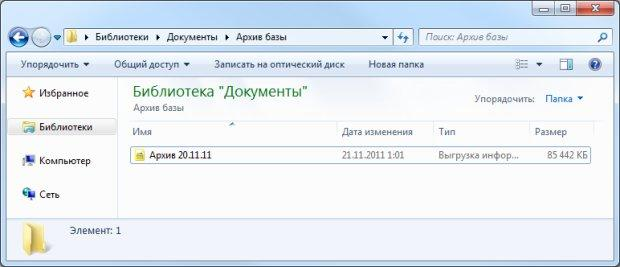 Библиотеки Документы Архив базы Поиск: Архив базы
Упорядочить Общий доступ Записать на оптический диск Новая папка
Избранное
Библиотеки
Компьютер
Сеть
Библиотека "Документы"
Архив базы
Упорядочить: Папка
Имя Дата изменения Тип Размер
Архив 20.11.11 21.11.2011 1:01 Выгрузка инфор... 85 442 КБ
Элемент: 1